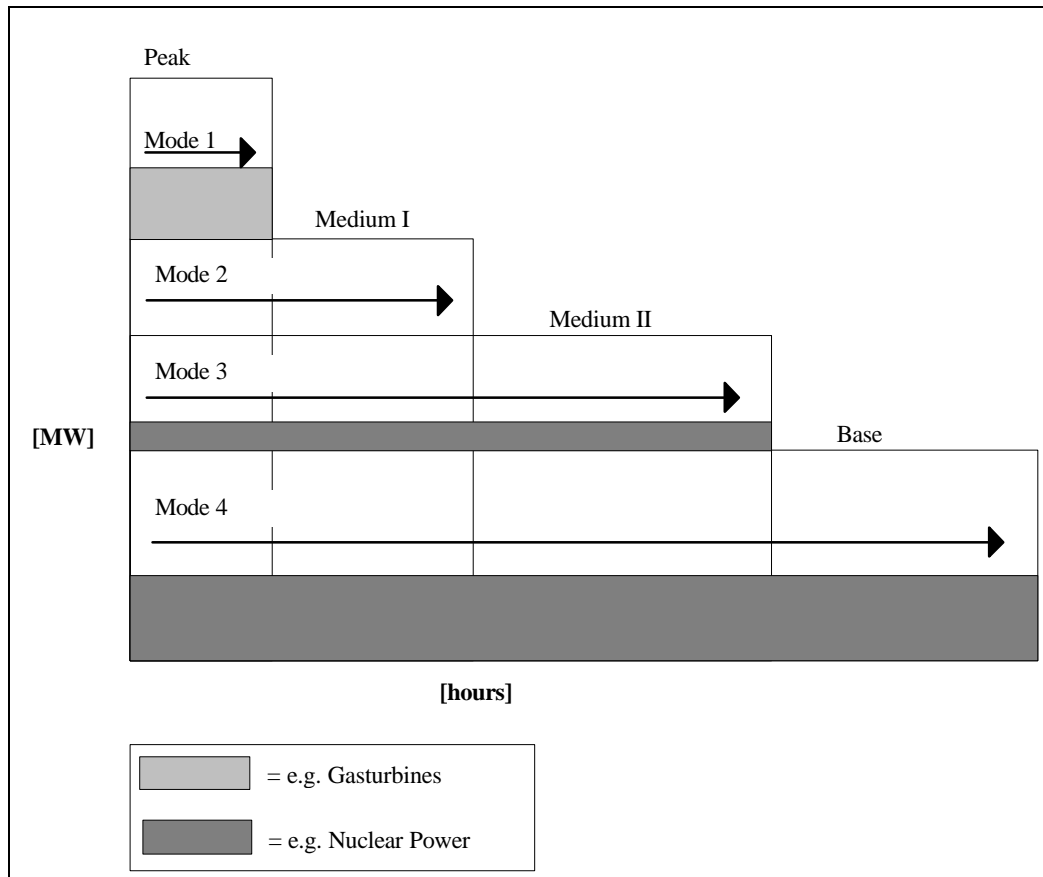 Peak
Mode 1
Medium I
Mode 2
Medium II
Mode 3
[MW]
Base
Mode 4
[hours]
= e.g. Gasturbines
= e.g. Nuclear Power